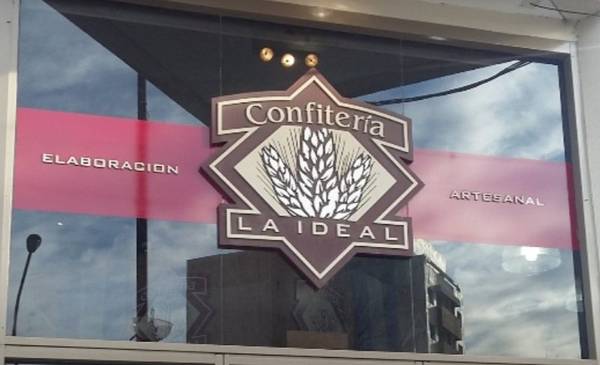 Confitería
ELABORACION
ARTESANAL
LA IDEAL